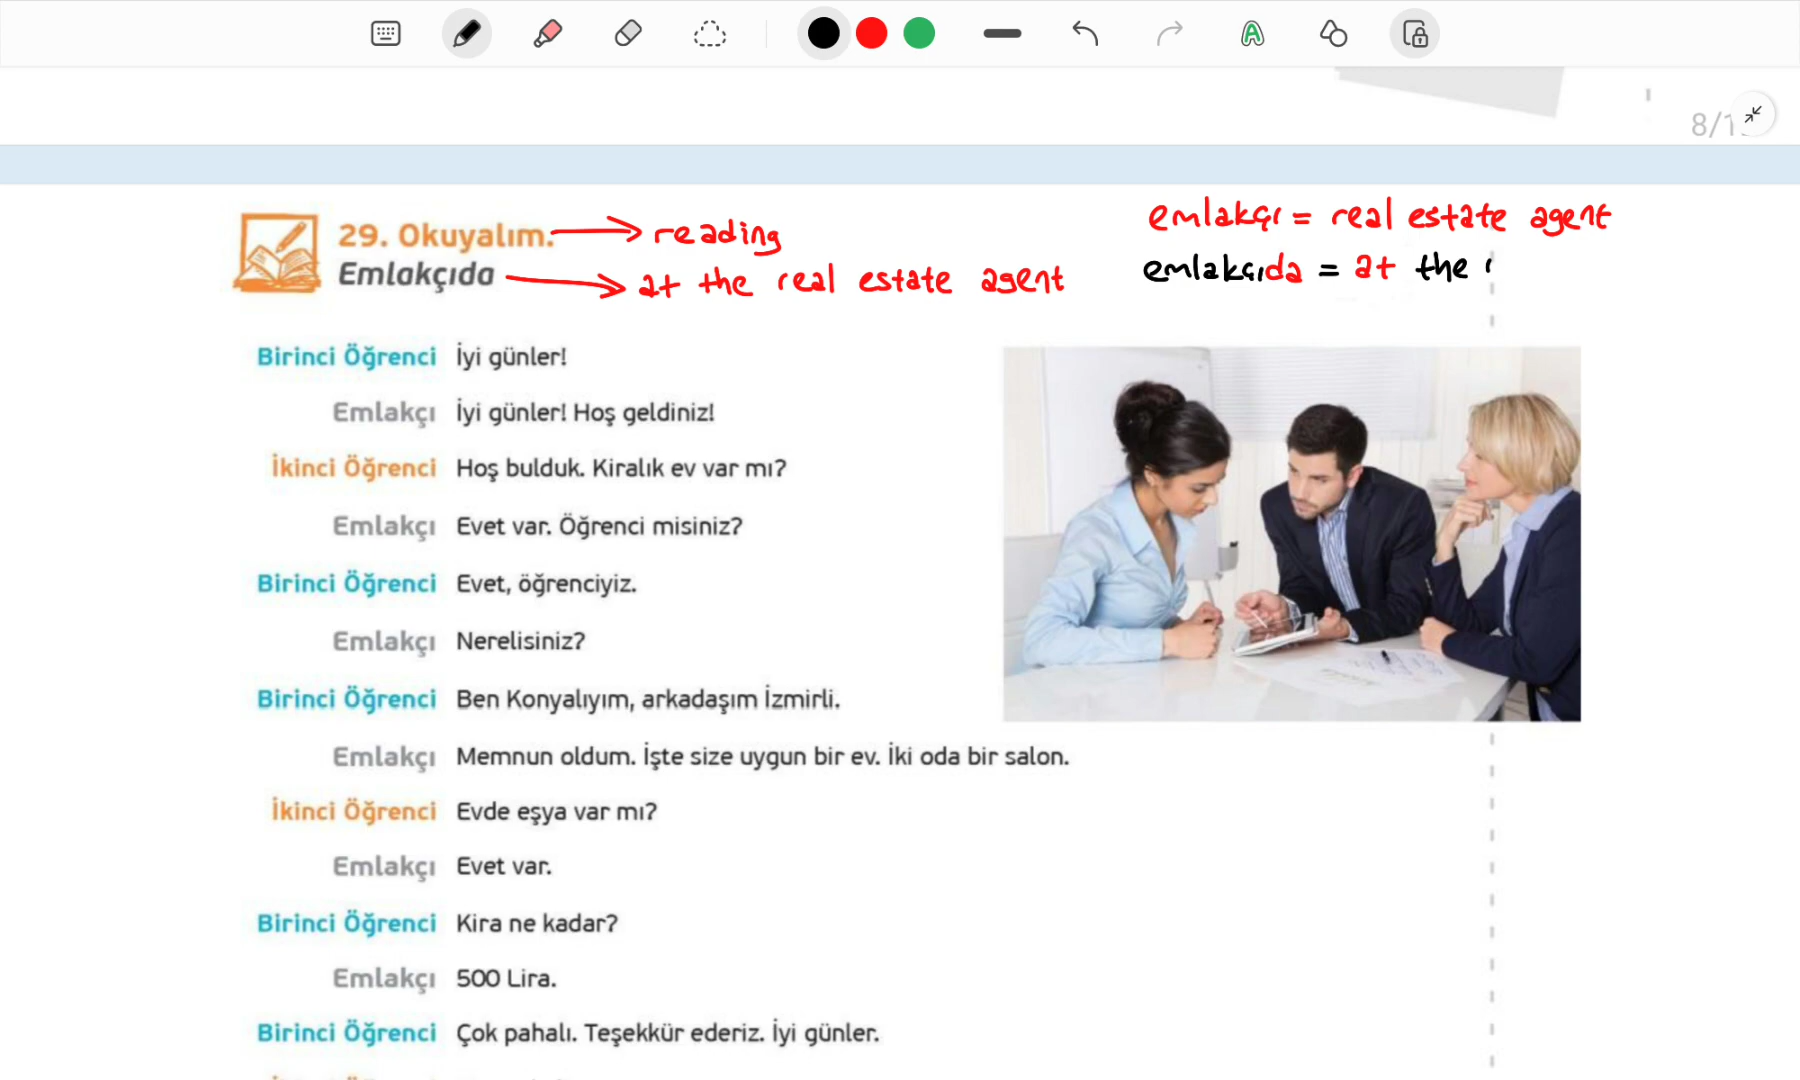 A
8/1
29. Okuyalım. → reading
Emlakçıda → at the real estate agent
emlakçı = real estate agent
emlakçıda = at the
Birinci Öğrenci İyi günler!
Emlakçı İyi günler! Hoş geldiniz!
İkinci Öğrenci Hoş bulduk. Kiralık ev var mı?
Emlakçı Evet var. Öğrenci misiniz?
Birinci Öğrenci Evet, öğrenciyiz.
Emlakçı Nerelisiniz?
Birinci Öğrenci Ben Konyalıyım, arkadaşım İzmirli.
Emlakçı Memnun oldum. İşte size uygun bir ev. İki oda bir salon.
İkinci Öğrenci Evde eşya var mı?
Emlakçı Evet var.
Birinci Öğrenci Kira ne kadar?
Emlakçı 500 Lira.
Birinci Öğrenci Çok pahalı. Teşekkür ederiz. İyi günler.